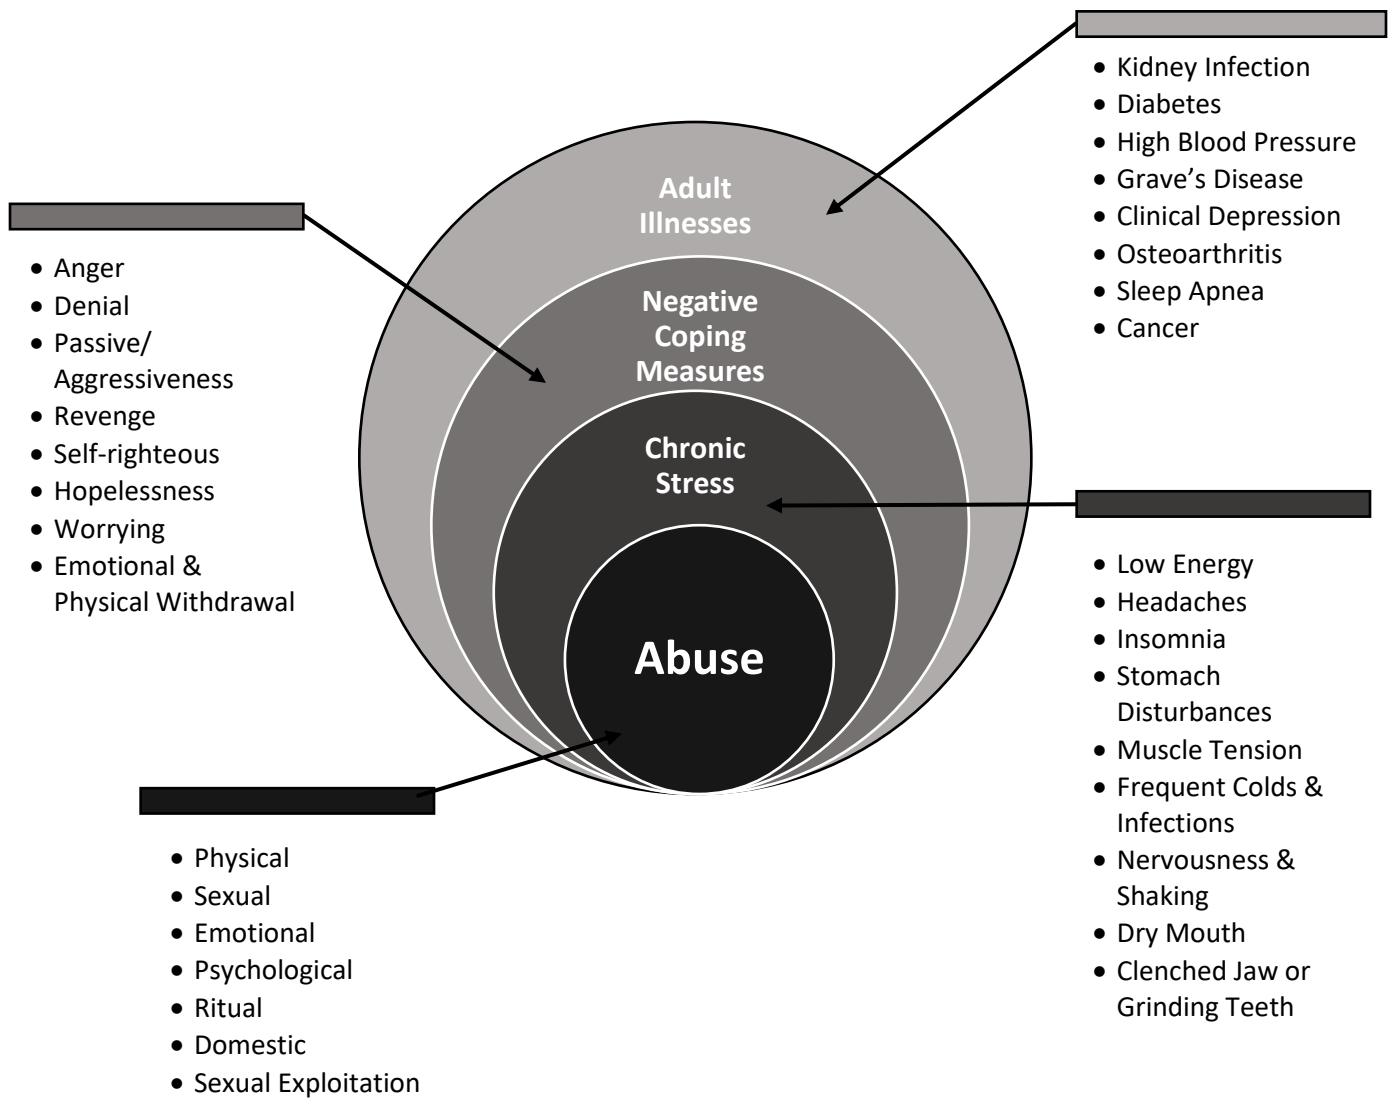 • Kidney Infection
• Diabetes
• High Blood Pressure
• Grave’s Disease
• Clinical Depression
• Osteoarthritis
• Sleep Apnea
• Cancer
Adult
Illnesses
Negative
Coping
Measures
Chronic
Stress
Abuse
• Anger
• Denial
• Passive/
Aggressiveness
• Revenge
• Self-righteous
• Hopelessness
• Worrying
• Emotional &
Physical Withdrawal
• Low Energy
• Headaches
• Insomnia
• Stomach
Disturbances
• Muscle Tension
• Frequent Colds &
Infections
• Nervousness &
Shaking
• Dry Mouth
• Clenched Jaw or
Grinding Teeth
• Physical
• Sexual
• Emotional
• Psychological
• Ritual
• Domestic
• Sexual Exploitation